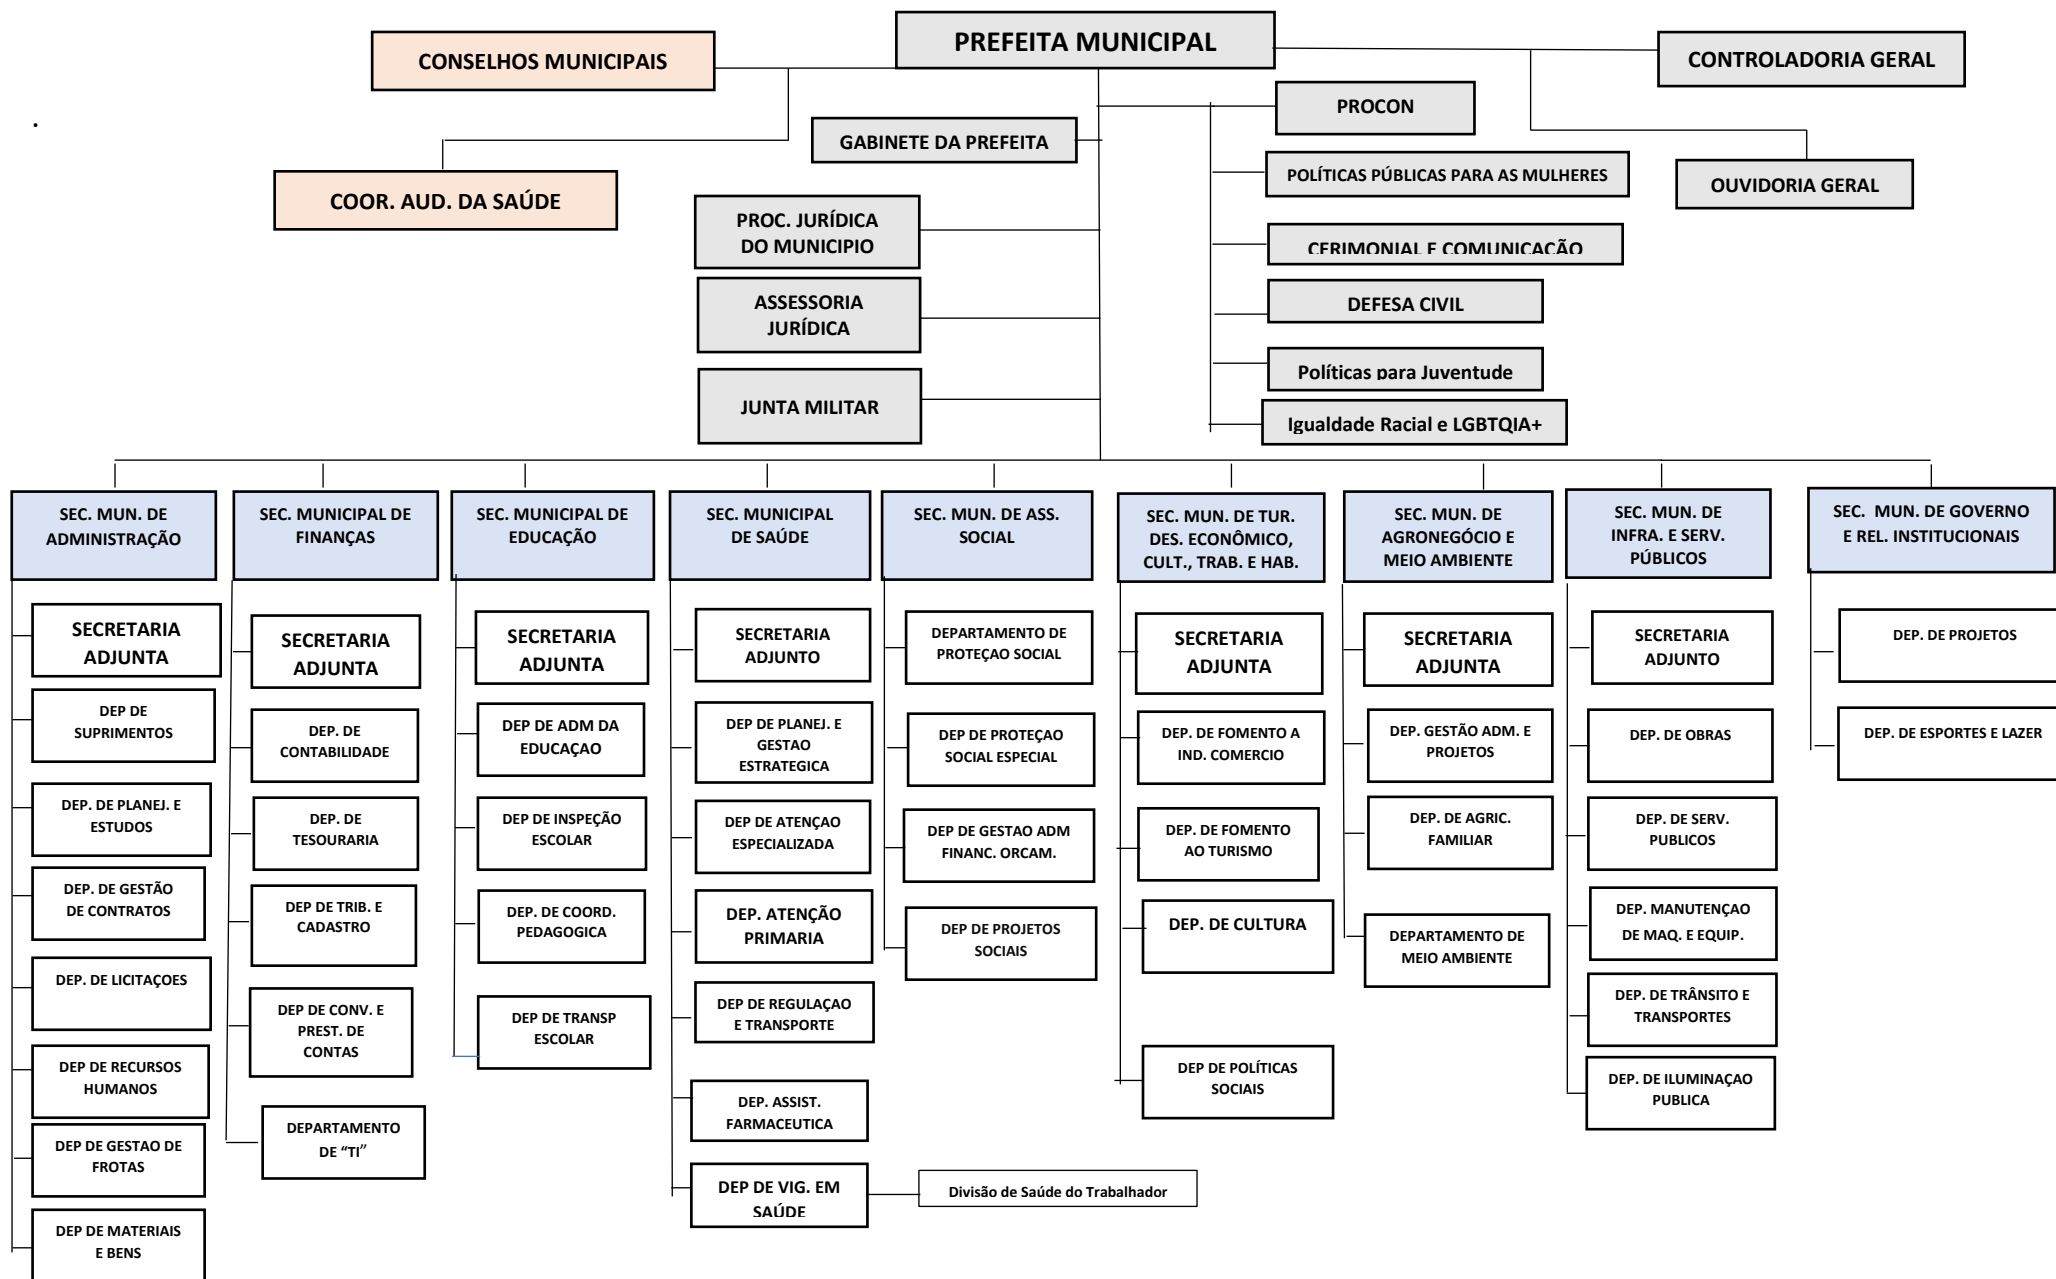 PREFEITA MUNICIPAL
CONSELHOS MUNICIPAIS
CONTROLADORIA GERAL
PROCON
.
GABINETE DA PREFEITA
POLÍTICAS PÚBLICAS PARA AS MULHERES
OUVIDORIA GERAL
COOR. AUD. DA SAÚDE
PROC. JURÍDICA
DO MUNICIPIO
CERIMONIAL E COMUNICAÇÃO
ASSESSORIA
JURÍDICA
DEFESA CIVIL
Políticas para Juventude
JUNTA MILITAR
Igualdade Racial e LGBTQIA+
SEC. MUN. DE
ADMINISTRAÇÃO
SECRETARIA
ADJUNTA
DEP DE
SUPRIMENTOS
DEP. DE PLANEJ. E
ESTUDOS
DEP. DE GESTÃO
DE CONTRATOS
DEP. DE LICITAÇOES
DEP DE RECURSOS
HUMANOS
DEP DE GESTAO DE
FROTAS
DEP DE MATERIAIS
E BENS
SEC. MUNICIPAL DE
FINANÇAS
SECRETARIA
ADJUNTA
DEP. DE
CONTABILIDADE
DEP. DE
TESOURARIA
DEP DE TRIB. E
CADASTRO
DEP DE CONV. E
PREST. DE
CONTAS
DEPARTAMENTO
DE “TI”
SEC. MUNICIPAL DE
EDUCAÇÃO
SECRETARIA
ADJUNTA
DEP DE ADM DA
EDUCAÇAO
DEP DE INSPEÇÃO
ESCOLAR
DEP. DE COORD.
PEDAGOGICA
DEP DE TRANSP
ESCOLAR
SEC. MUNICIPAL
DE SAÚDE
SECRETARIA
ADJUNTO
DEP DE PLANEJ. E
GESTAO
ESTRATEGICA
DEP DE ATENÇAO
ESPECIALIZADA
DEP. ATENÇÃO
PRIMARIA
DEP DE REGULAÇAO
E TRANSPORTE
DEP. ASSIST.
FARMACEUTICA
DEP DE VIG. EM
SAÚDE
Divisão de Saúde do Trabalhador
SEC. MUN. DE ASS.
SOCIAL
DEPARTAMENTO DE
PROTEÇAO SOCIAL
DEP DE PROTEÇAO
SOCIAL ESPECIAL
DEP DE GESTAO ADM
FINANC. ORCAM.
DEP DE PROJETOS
SOCIAIS
SEC. MUN. DE TUR.
DES. ECONÔMICO,
CULT., TRAB. E HAB.
SECRETARIA
ADJUNTA
DEP. DE FOMENTO A
IND. COMERCIO
DEP. DE FOMENTO
AO TURISMO
DEP. DE CULTURA
DEP DE POLÍTICAS
SOCIAIS
SEC. MUN. DE
AGRONEGÓCIO E
MEIO AMBIENTE
SECRETARIA
ADJUNTA
DEP. GESTÃO ADM. E
PROJETOS
DEP. DE AGRIC.
FAMILIAR
DEPARTAMENTO DE
MEIO AMBIENTE
SEC. MUN. DE
INFRA. E SERV.
PÚBLICOS
SECRETARIA
ADJUNTO
DEP. DE OBRAS
DEP. DE SERV.
PUBLICOS
DEP. MANUTENÇAO
DE MAQ. E EQUIP.
DEP. DE TRÂNSITO E
TRANSPORTES
DEP. DE ILUMINAÇAO
PUBLICA
SEC. MUN. DE GOVERNO
E REL. INSTITUCIONAIS
DEP. DE PROJETOS
DEP. DE ESPORTES E LAZER